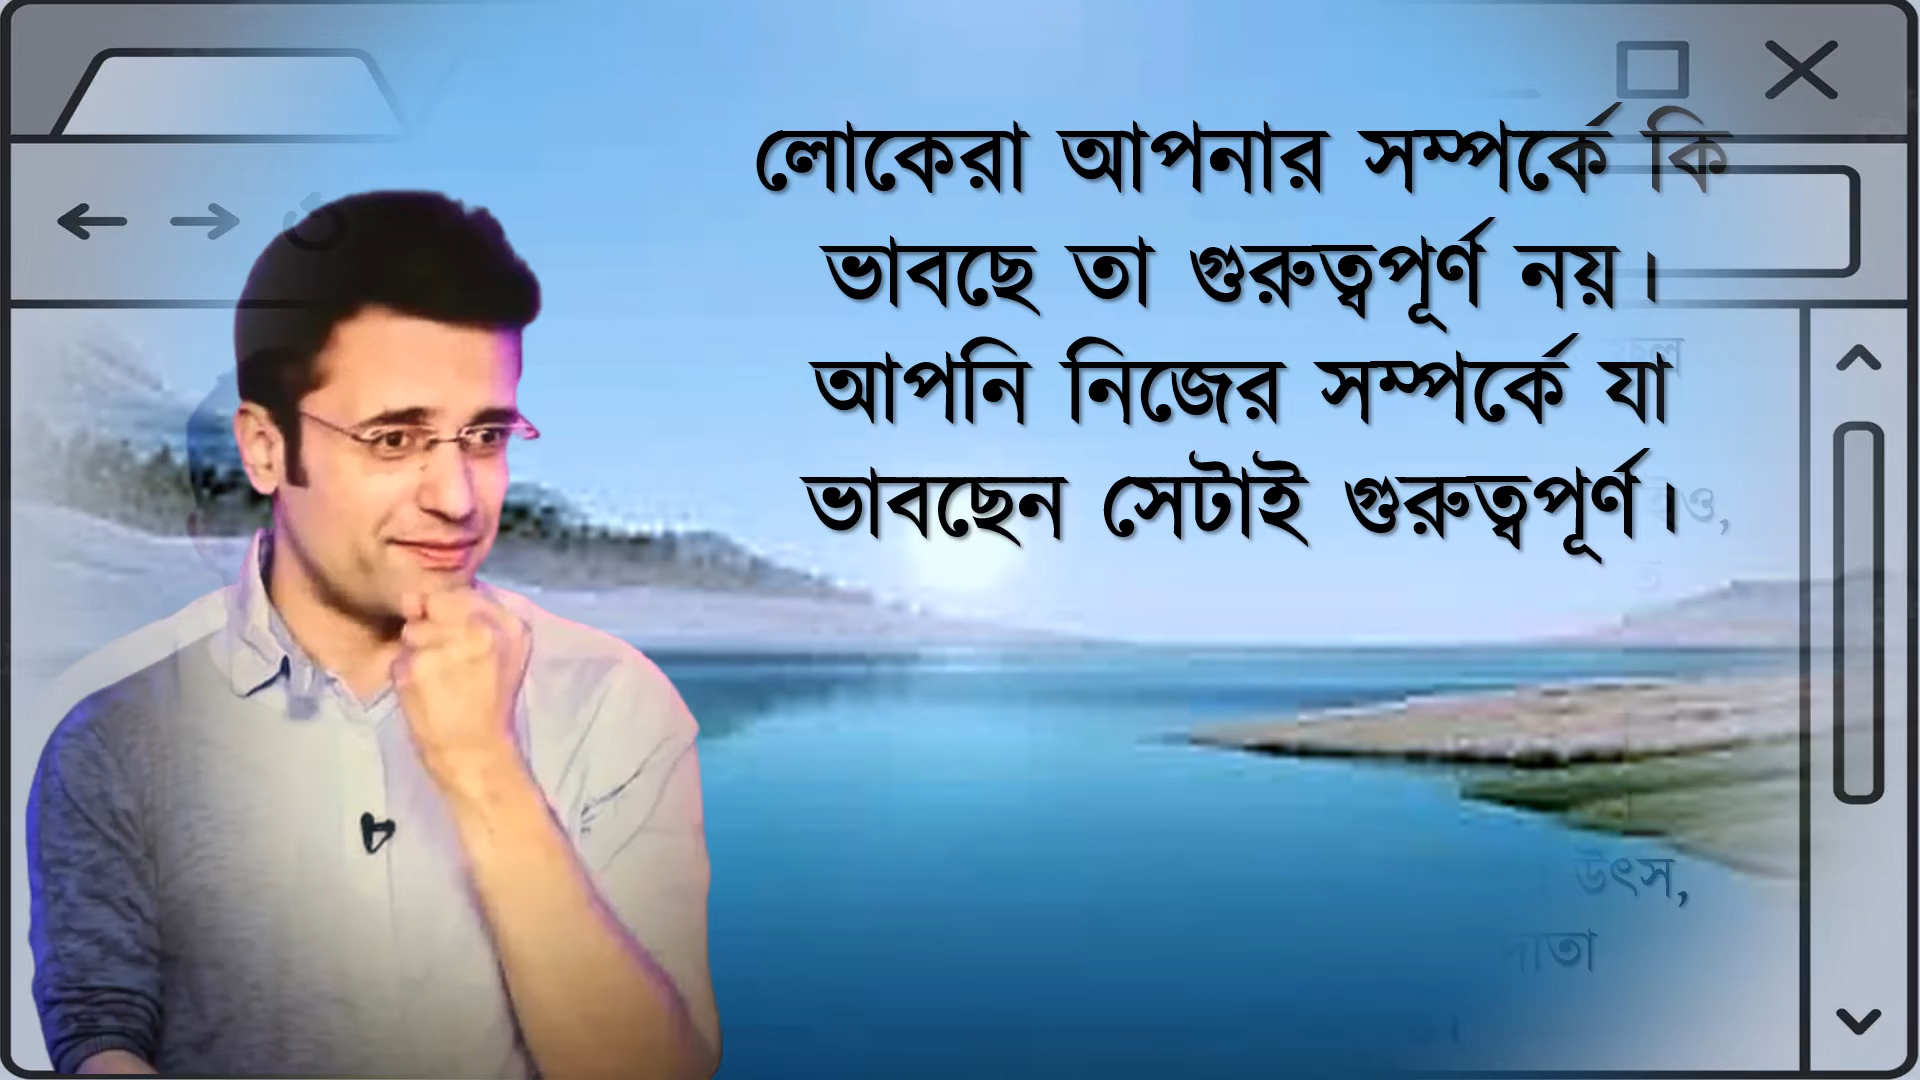 লোকেরা আপনার সম্পর্কে কি
ভাবছে তা গুরুত্বপূর্ণ নয়।
আপনি নিজের সম্পর্কে যা
ভাবছেন সেটাই গুরুত্বপূর্ণ।
উৎস,